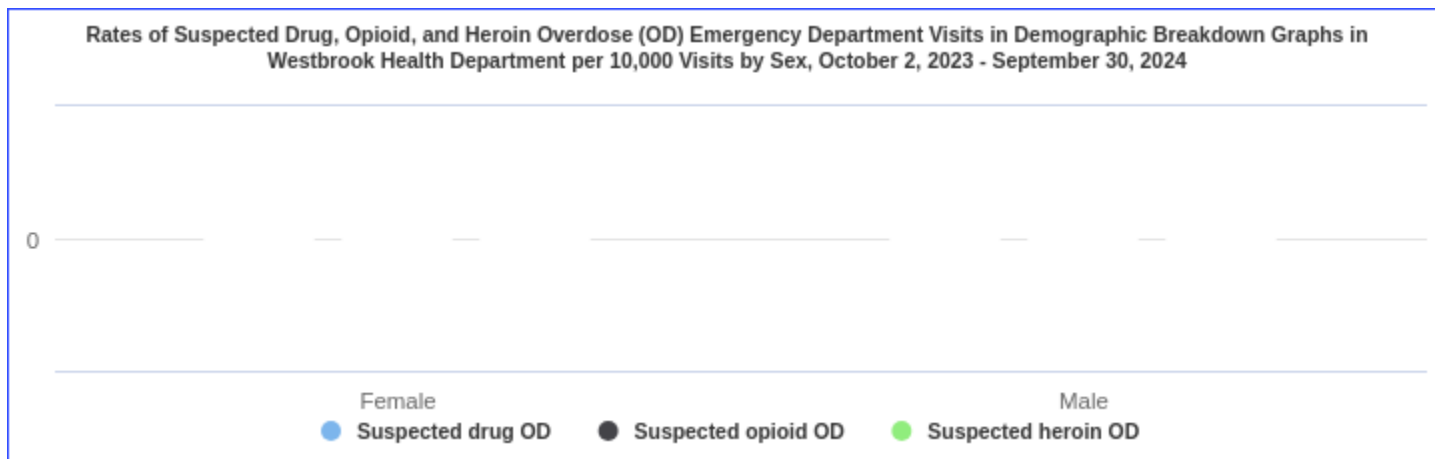 Rates of Suspected Drug, Opioid, and Heroin Overdose (OD) Emergency Department Visits in Demographic Breakdown Graphs in
Westbrook Health Department per 10,000 Visits by Sex, October 2, 2023 - September 30, 2024
0
Female Male
Suspected drug OD Suspected opioid OD Suspected heroin OD